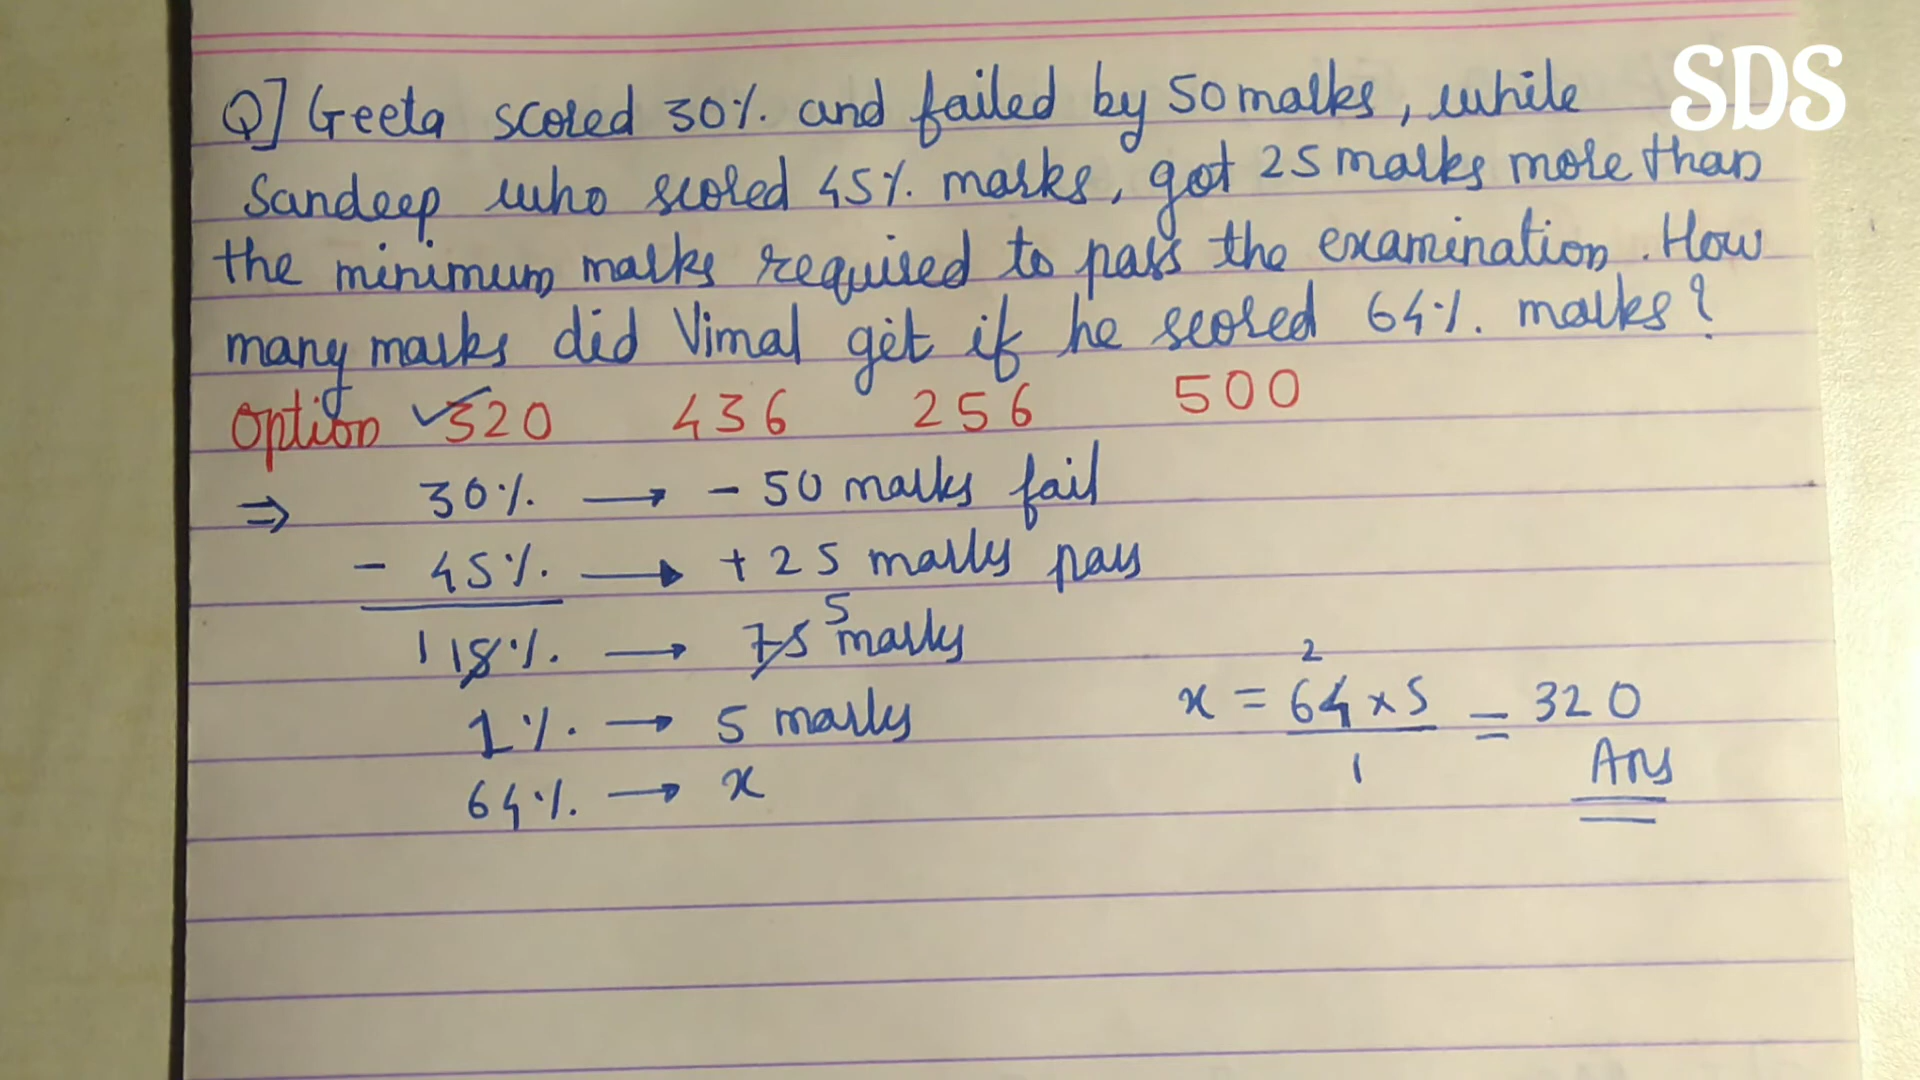 SDS
Q] Geeta scored 30%. and failed by 50 marks, while
Sandeep who scored 45%. marks, got 25 marks more than
the minimum marks required to pass the examination. How
many marks did Vimal get if he scored 64%. marks?
Option ✓320 436 256 500
⇒ 30%. → - 50 marks fail
- 45%. → + 25 marks pass
5
1 15%. → 75 marks
2
1%. → 5 marks x = 64 x 5 = 320
1 Ans
64%. → x